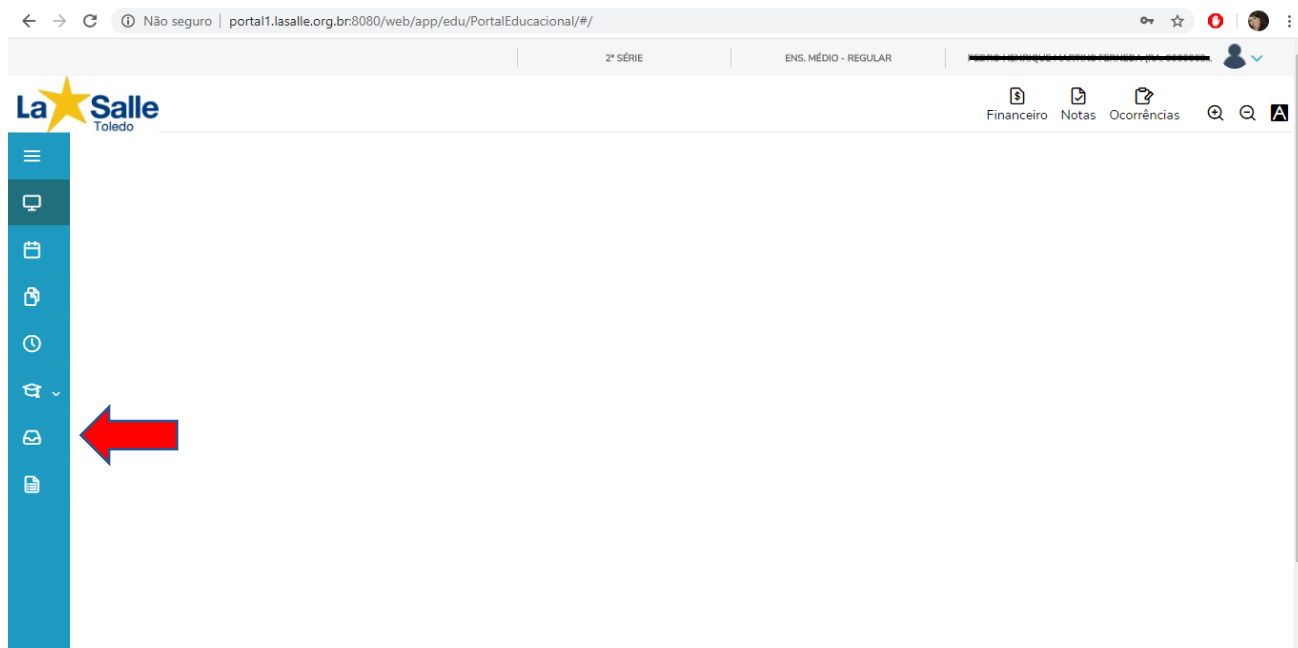 Não seguro | portal1.lasalle.org.br:8080/web/app/edu/PortalEducacional/#/
2ª SÉRIE
ENS. MÉDIO - REGULAR
La Salle
Toledo
Financeiro
Notas
Ocorrências
A